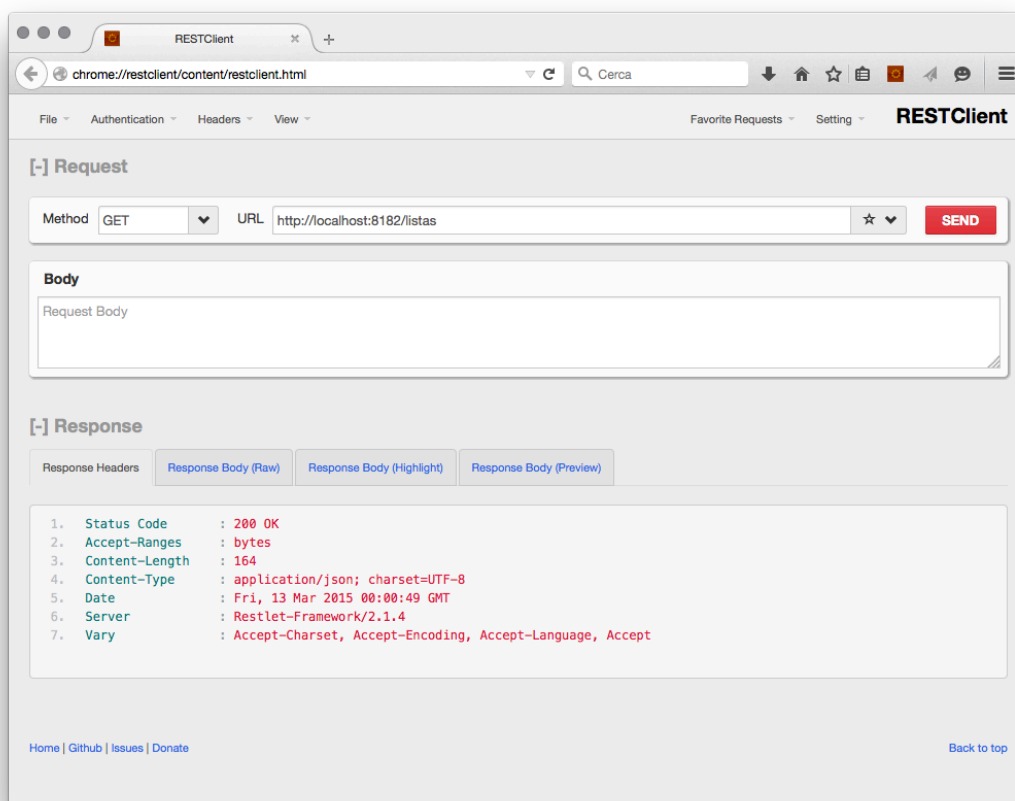 RESTClient
chrome://restclient/content/restclient.html Cerca
File Authentication Headers View Favorite Requests Setting RESTClient
[-] Request
Method GET URL http://localhost:8182/listas SEND
Body
Request Body
[-] Response
Response Headers Response Body (Raw) Response Body (Highlight) Response Body (Preview)
1. Status Code : 200 OK
2. Accept-Ranges : bytes
3. Content-Length : 164
4. Content-Type : application/json; charset=UTF-8
5. Date : Fri, 13 Mar 2015 00:00:49 GMT
6. Server : Restlet-Framework/2.1.4
7. Vary : Accept-Charset, Accept-Encoding, Accept-Language, Accept
Home | Github | Issues | Donate Back to top